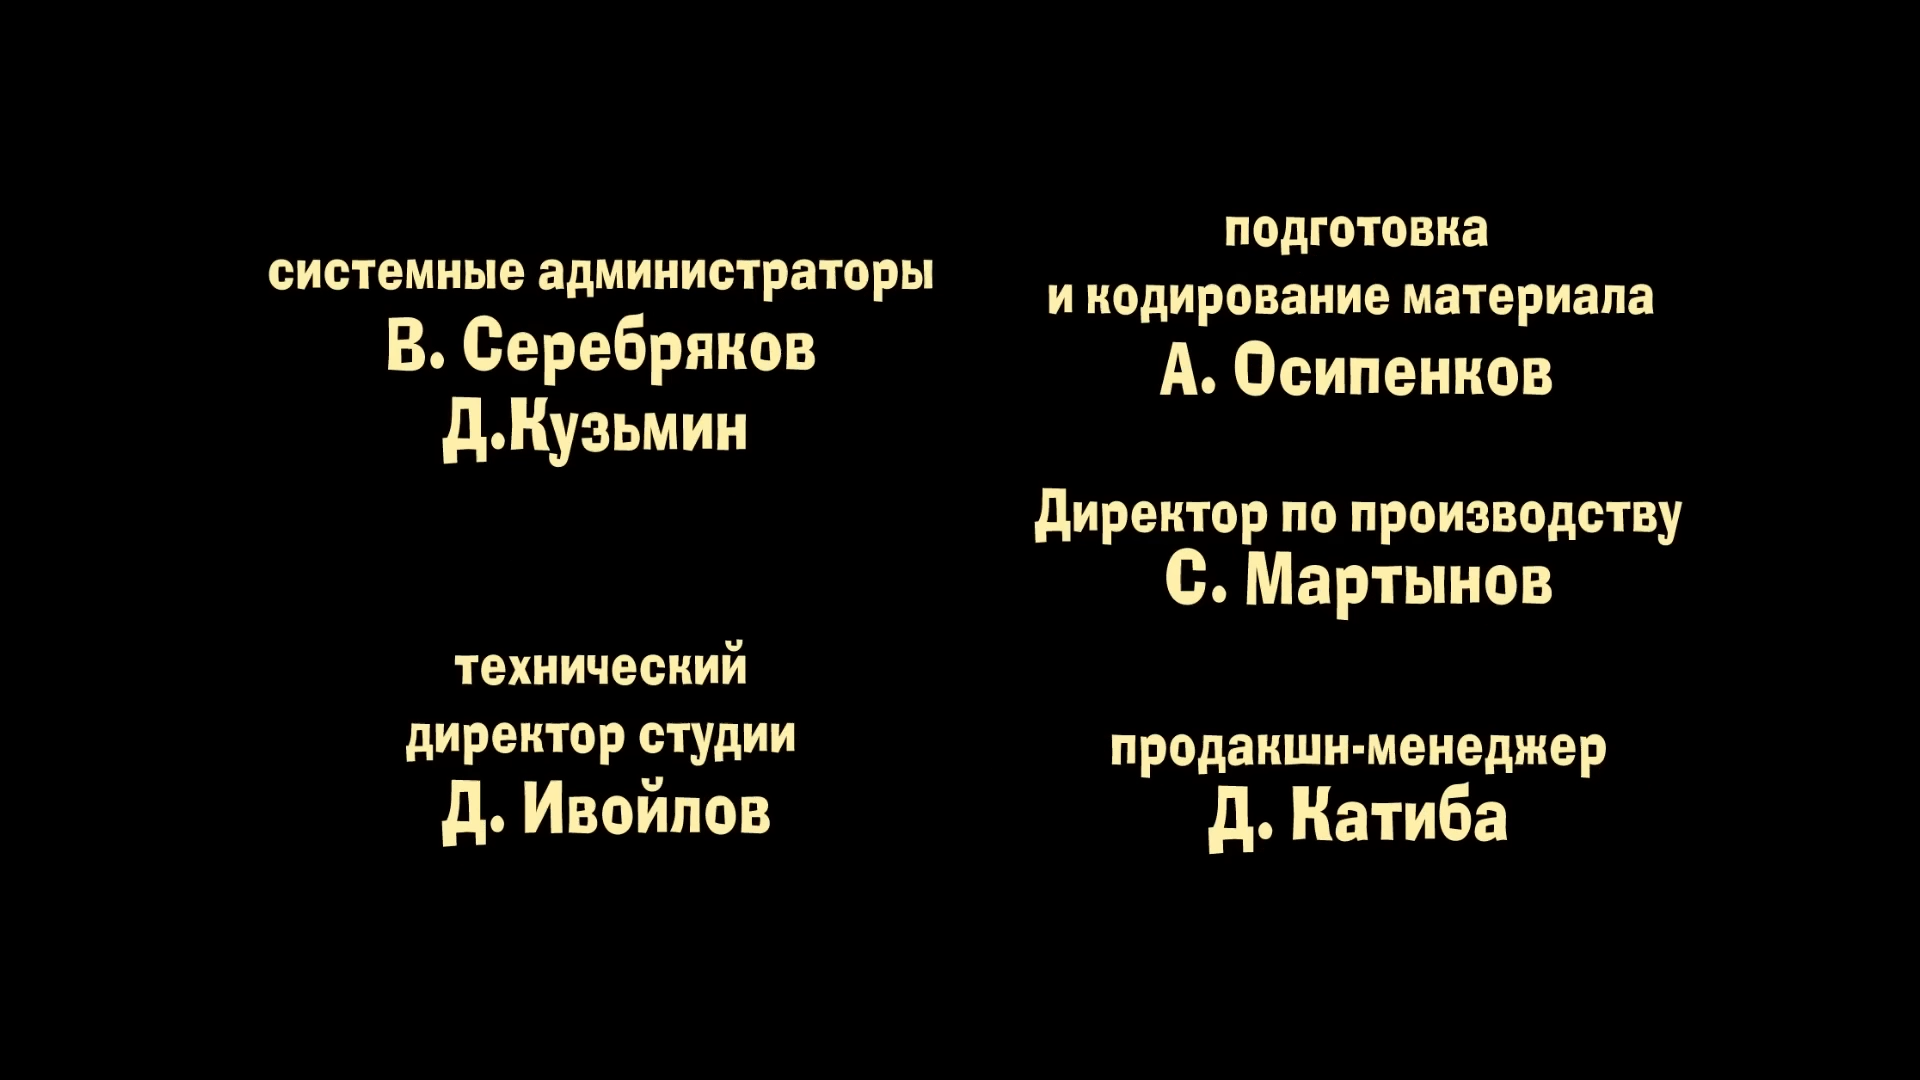 системные администраторы
В. Серебряков
Д.Кузьмин
технический
директор студии
Д. Ивойлов
подготовка
и кодирование материала
А. Осипенков
Директор по производству
С. Мартынов
продакшн-менеджер
Д. Катиба